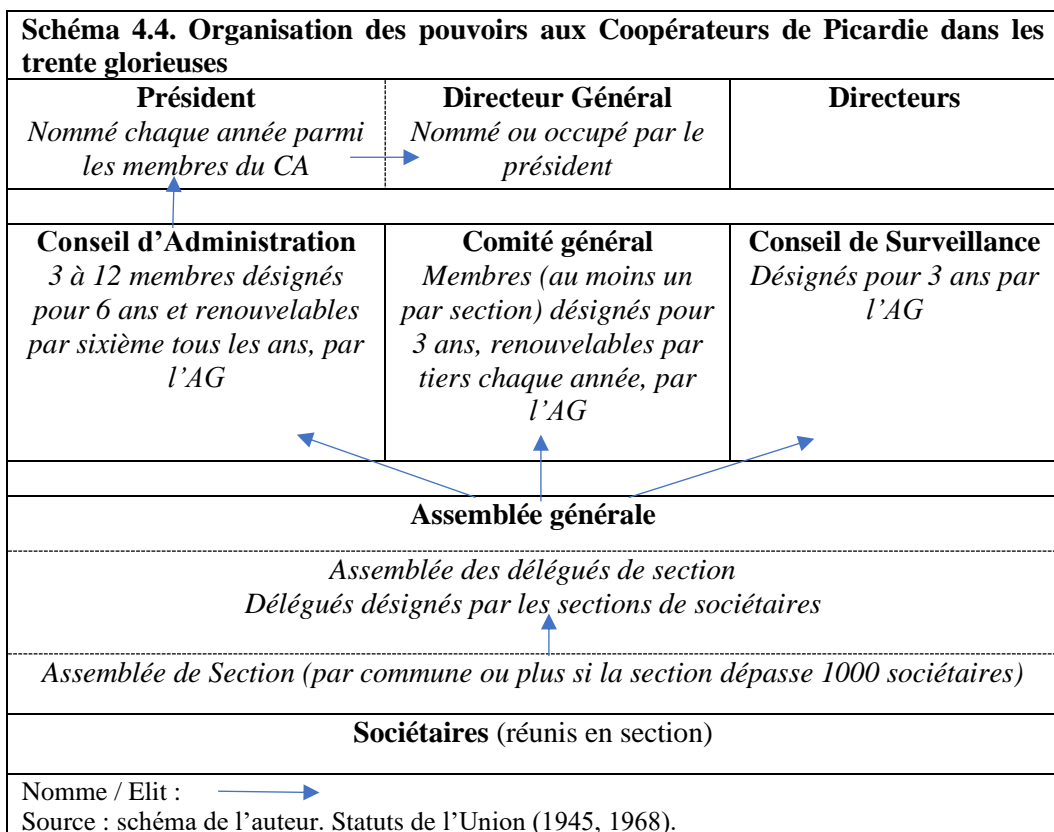 Schéma 4.4. Organisation des pouvoirs aux Coopérateurs de Picardie dans les
trente glorieuses
Président
Nommé chaque année parmi
les membres du CA
Directeur Général
Nommé ou occupé par le
président
Directeurs
Conseil d’Administration
3 à 12 membres désignés
pour 6 ans et renouvelables
par sixième tous les ans, par
l’AG
Comité général
Membres (au moins un
par section) désignés pour
3 ans, renouvelables par
tiers chaque année, par
l’AG
Conseil de Surveillance
Désignés pour 3 ans par
l’AG
Assemblée générale
Assemblée des délégués de section
Délégués désignés par les sections de sociétaires
Assemblée de Section (par commune ou plus si la section dépasse 1000 sociétaires)
Sociétaires (réunis en section)
Nomme / Elit :
Source : schéma de l’auteur. Statuts de l’Union (1945, 1968).